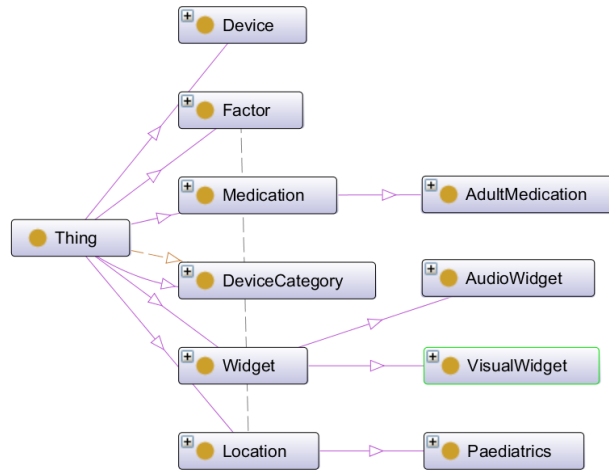 Device
Factor
Medication
AdultMedication
Thing
DeviceCategory
AudioWidget
Widget
VisualWidget
Location
Paediatrics